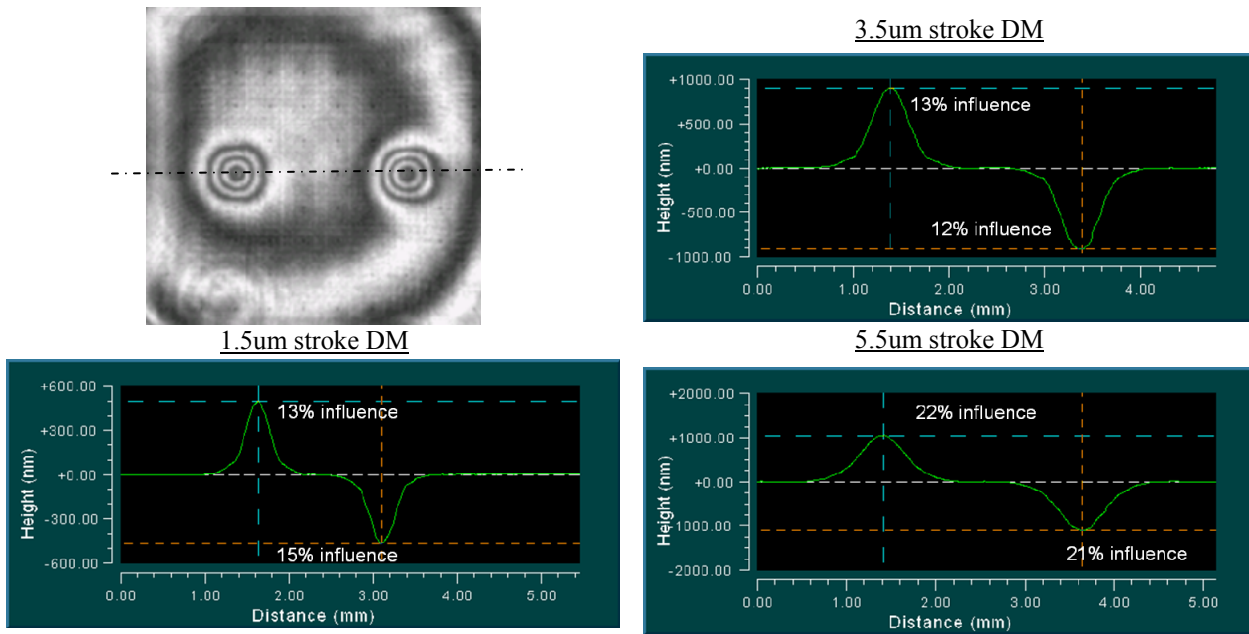 3.5um stroke DM
+1000.00
+500.00
+0.00
-500.00
-1000.00
Height (nm)
13% influence
12% influence
0.00 1.00 2.00 3.00 4.00
Distance (mm)
1.5um stroke DM
+600.00
+300.00
+0.00
-300.00
-600.00
Height (nm)
13% influence
15% influence
0.00 1.00 2.00 3.00 4.00 5.00
Distance (mm)
5.5um stroke DM
+2000.00
+1000.00
+0.00
-1000.00
-2000.00
Height (nm)
22% influence
21% influence
0.00 1.00 2.00 3.00 4.00 5.00
Distance (mm)